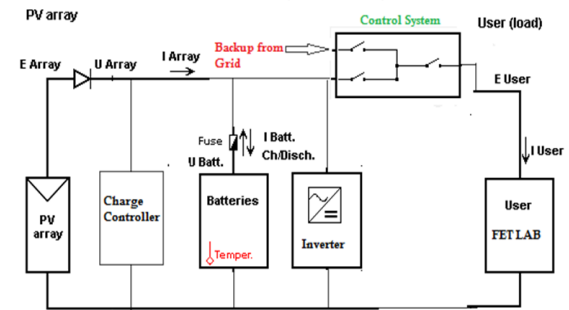 PV array
Control System
User (load)
Backup from
Grid
E Array
U Array
I Array
E User
Fuse
I Batt.
Ch/Disch.
U Batt.
I User
PV
array
Charge
Controller
Batteries
Temper.
Inverter
User
FET LAB